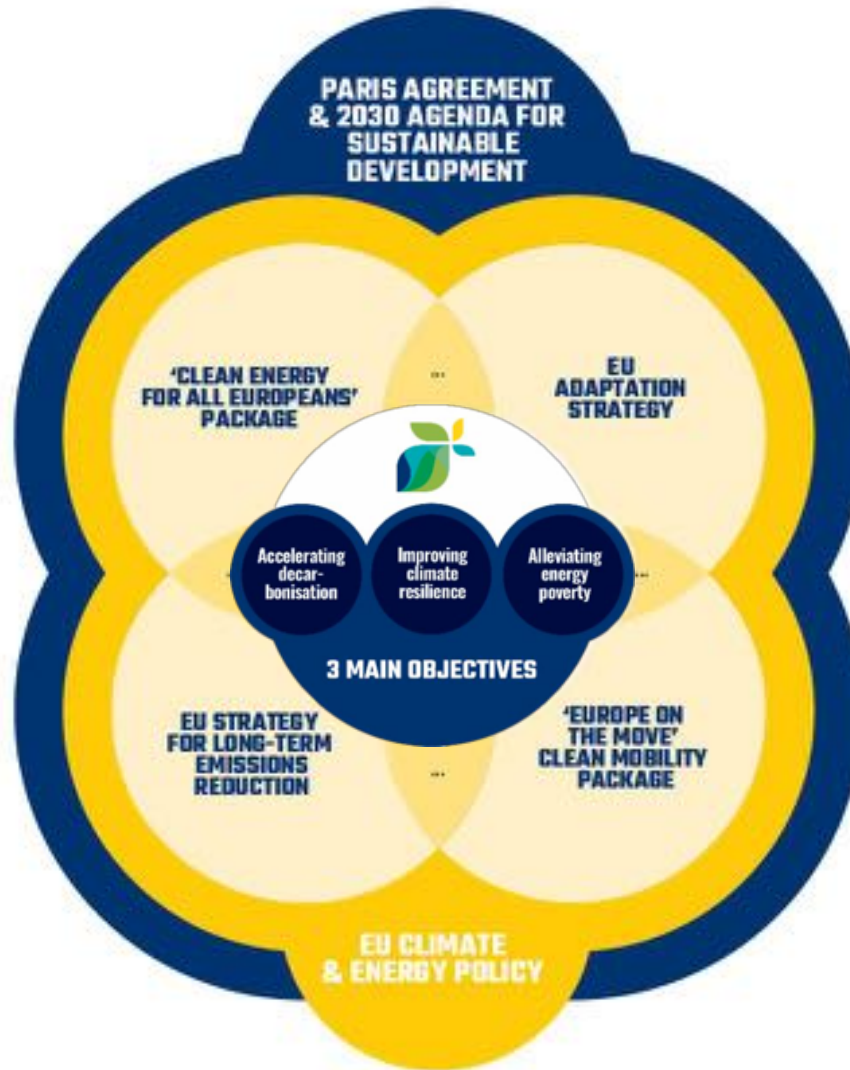 PARIS AGREEMENT
& 2030 AGENDA FOR
SUSTAINABLE
DEVELOPMENT
‘CLEAN ENERGY
FOR ALL EUROPEANS’
PACKAGE
...
EU
ADAPTATION
STRATEGY
Accelerating
decar-
bonisation
Improving
climate
resilience
Alleviating
energy
poverty
...
3 MAIN OBJECTIVES
EU STRATEGY
FOR LONG-TERM
EMISSIONS
REDUCTION
...
‘EUROPE ON
THE MOVE’
CLEAN MOBILITY
PACKAGE
EU CLIMATE
& ENERGY POLICY